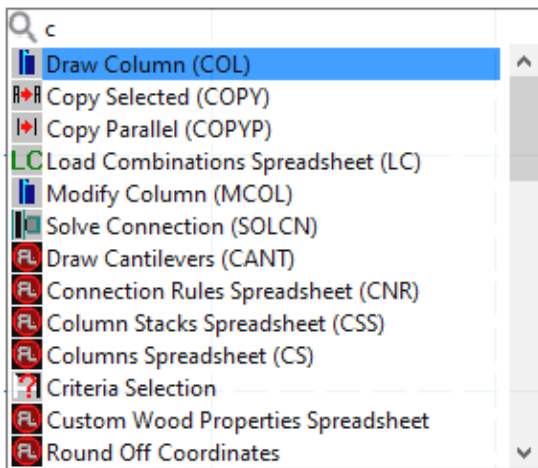 c
Draw Column (COL)
Copy Selected (COPY)
Copy Parallel (COPYP)
LC Load Combinations Spreadsheet (LC)
Modify Column (MCOL)
Solve Connection (SOLCN)
Draw Cantilevers (CANT)
Connection Rules Spreadsheet (CNR)
Column Stacks Spreadsheet (CSS)
Columns Spreadsheet (CS)
Criteria Selection
Custom Wood Properties Spreadsheet
Round Off Coordinates